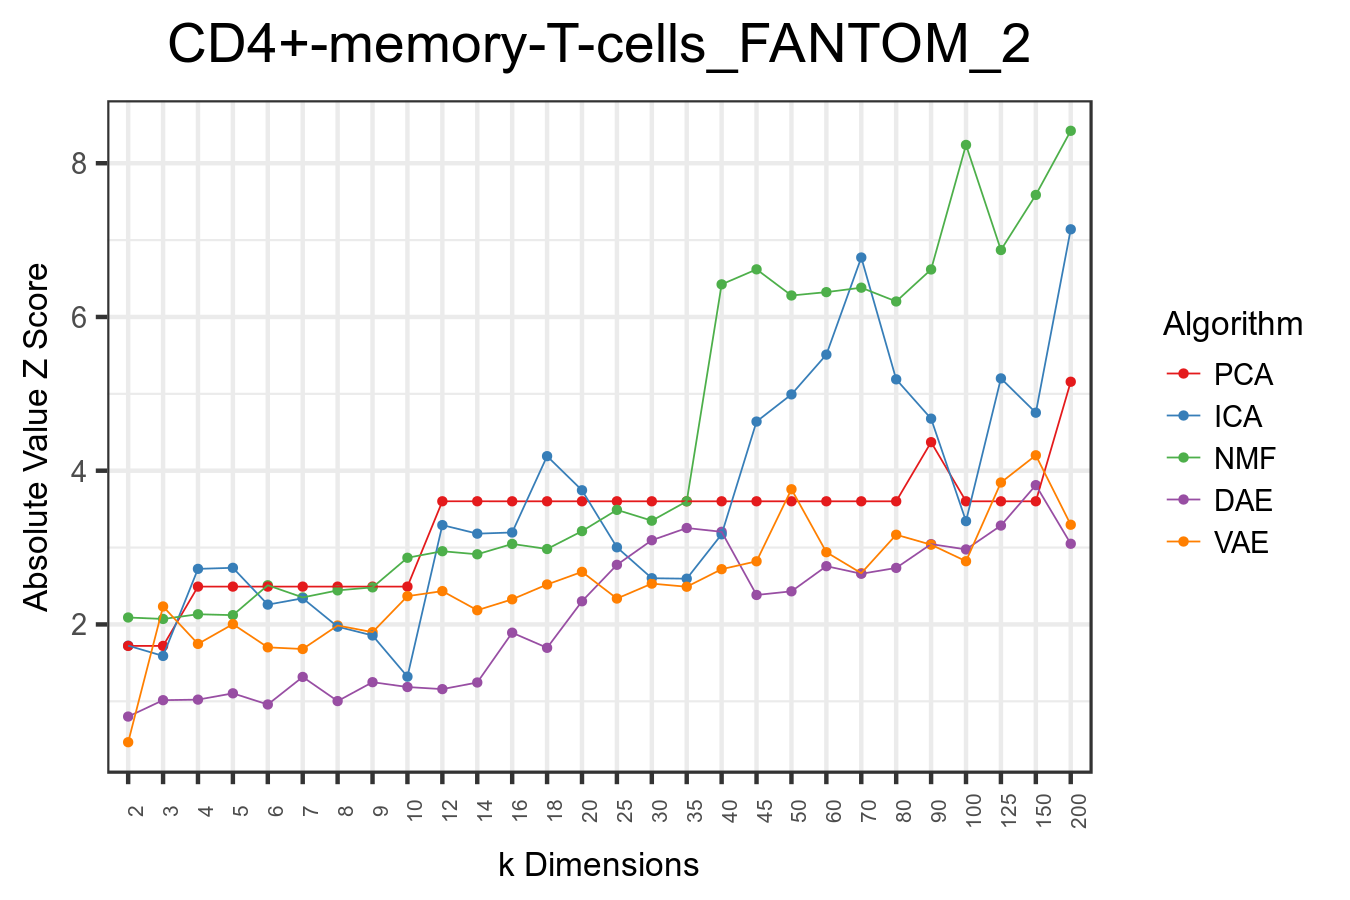 CD4+-memory-T-cells_FANTOM_2
Absolute Value Z Score
8
6
4
2
2 3 4 5 6 7 8 9 10 12 14 16 18 20 25 30 35 40 45 50 60 70 80 90 100 125 150 200
k Dimensions
Algorithm
PCA
ICA
NMF
DAE
VAE